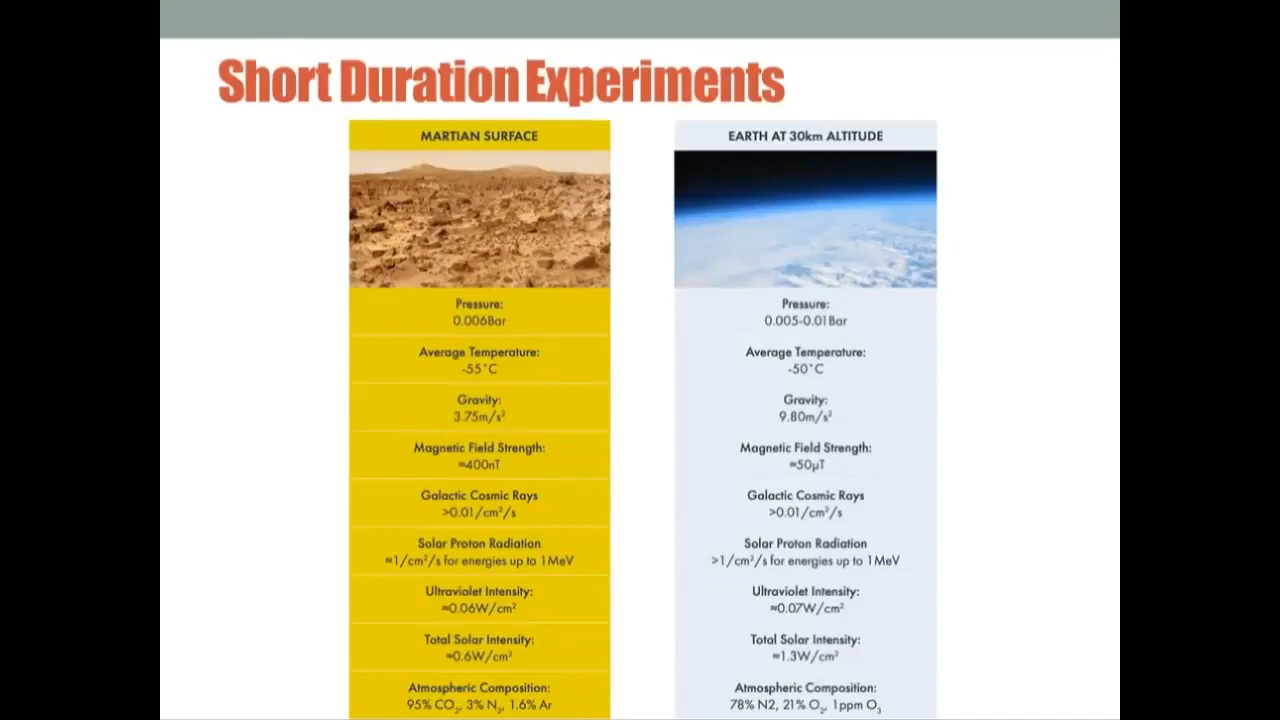 Short Duration Experiments
MARTIAN SURFACE
Pressure:
0.006Bar
Average Temperature:
-55˚C
Gravity:
3.75m/s²
Magnetic Field Strength:
≈400nT
Galactic Cosmic Rays
>0.01/cm²/s
Solar Proton Radiation
≈1/cm²/s for energies up to 1MeV
Ultraviolet Intensity:
≈0.06W/cm²
Total Solar Intensity:
≈0.6W/cm²
Atmospheric Composition:
95% CO₂, 3% N₂, 1.6% Ar
EARTH AT 30km ALTITUDE
Pressure:
0.005-0.01Bar
Average Temperature:
-50˚C
Gravity:
9.80m/s²
Magnetic Field Strength:
≈50µT
Galactic Cosmic Rays
>0.01/cm²/s
Solar Proton Radiation
>1/cm²/s for energies up to 1MeV
Ultraviolet Intensity:
≈0.07W/cm²
Total Solar Intensity:
≈1.3W/cm²
Atmospheric Composition:
78% N2, 21% O₂, 1ppm O₃